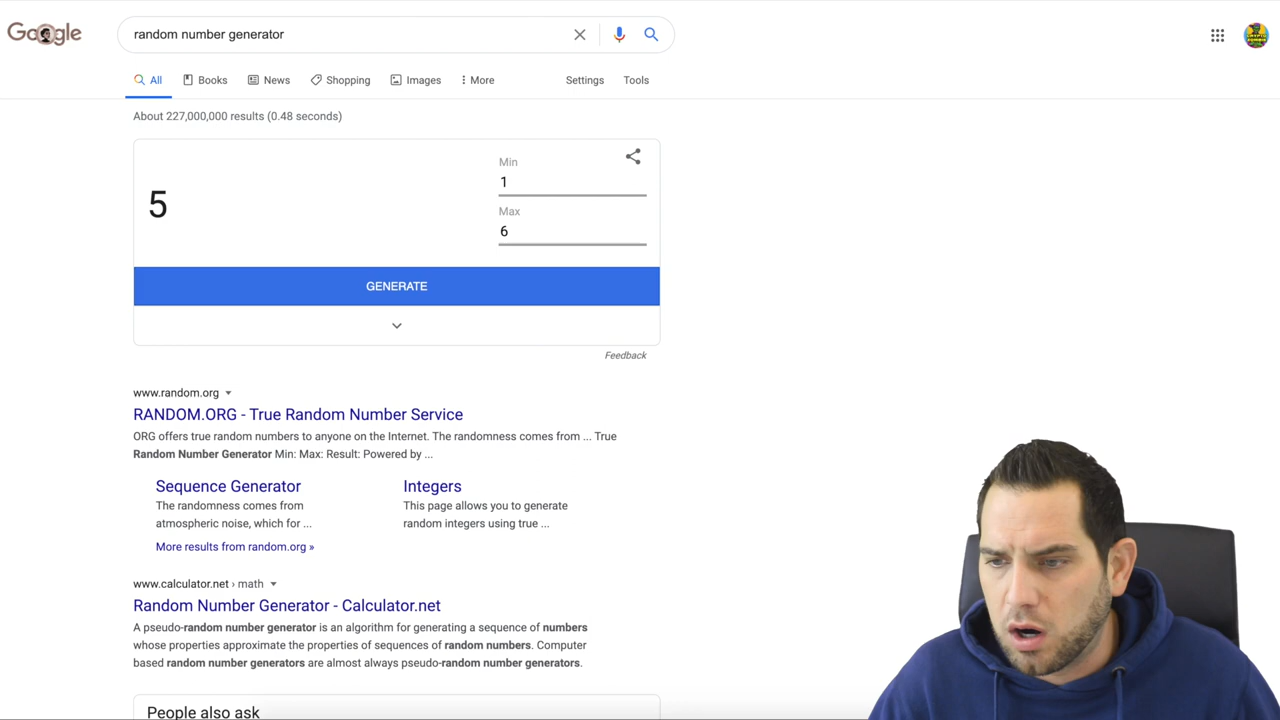 Google
random number generator
All Books News Shopping Images More Settings Tools
About 227,000,000 results (0.48 seconds)
5
Min
1
Max
6
GENERATE
Feedback
www.random.org
RANDOM.ORG - True Random Number Service
ORG offers true random numbers to anyone on the Internet. The randomness comes from ... True
Random Number Generator Min: Max: Result: Powered by ...
Sequence Generator
The randomness comes from
atmospheric noise, which for ...
Integers
This page allows you to generate
random integers using true ...
More results from random.org »
www.calculator.net › math
Random Number Generator - Calculator.net
A pseudo-random number generator is an algorithm for generating a sequence of numbers
whose properties approximate the properties of sequences of random numbers. Computer
based random number generators are almost always pseudo-random number generators.
People also ask